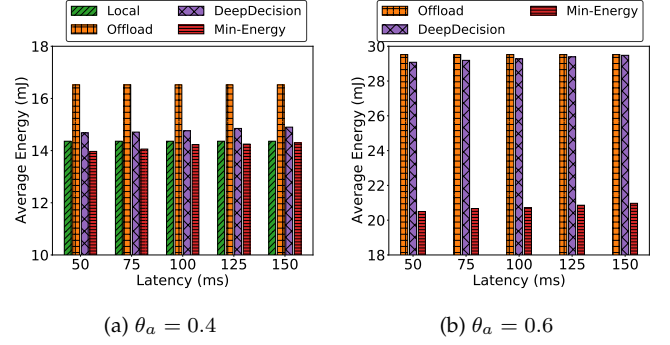 Local
DeepDecision
Offload
Min-Energy
Average Energy (mJ)
18
16
14
12
10
50 75 100 125 150
Latency (ms)
(a) θ_a = 0.4
Offload
Min-Energy
DeepDecision
Average Energy (mJ)
30
28
26
24
22
20
18
50 75 100 125 150
Latency (ms)
(b) θ_a = 0.6